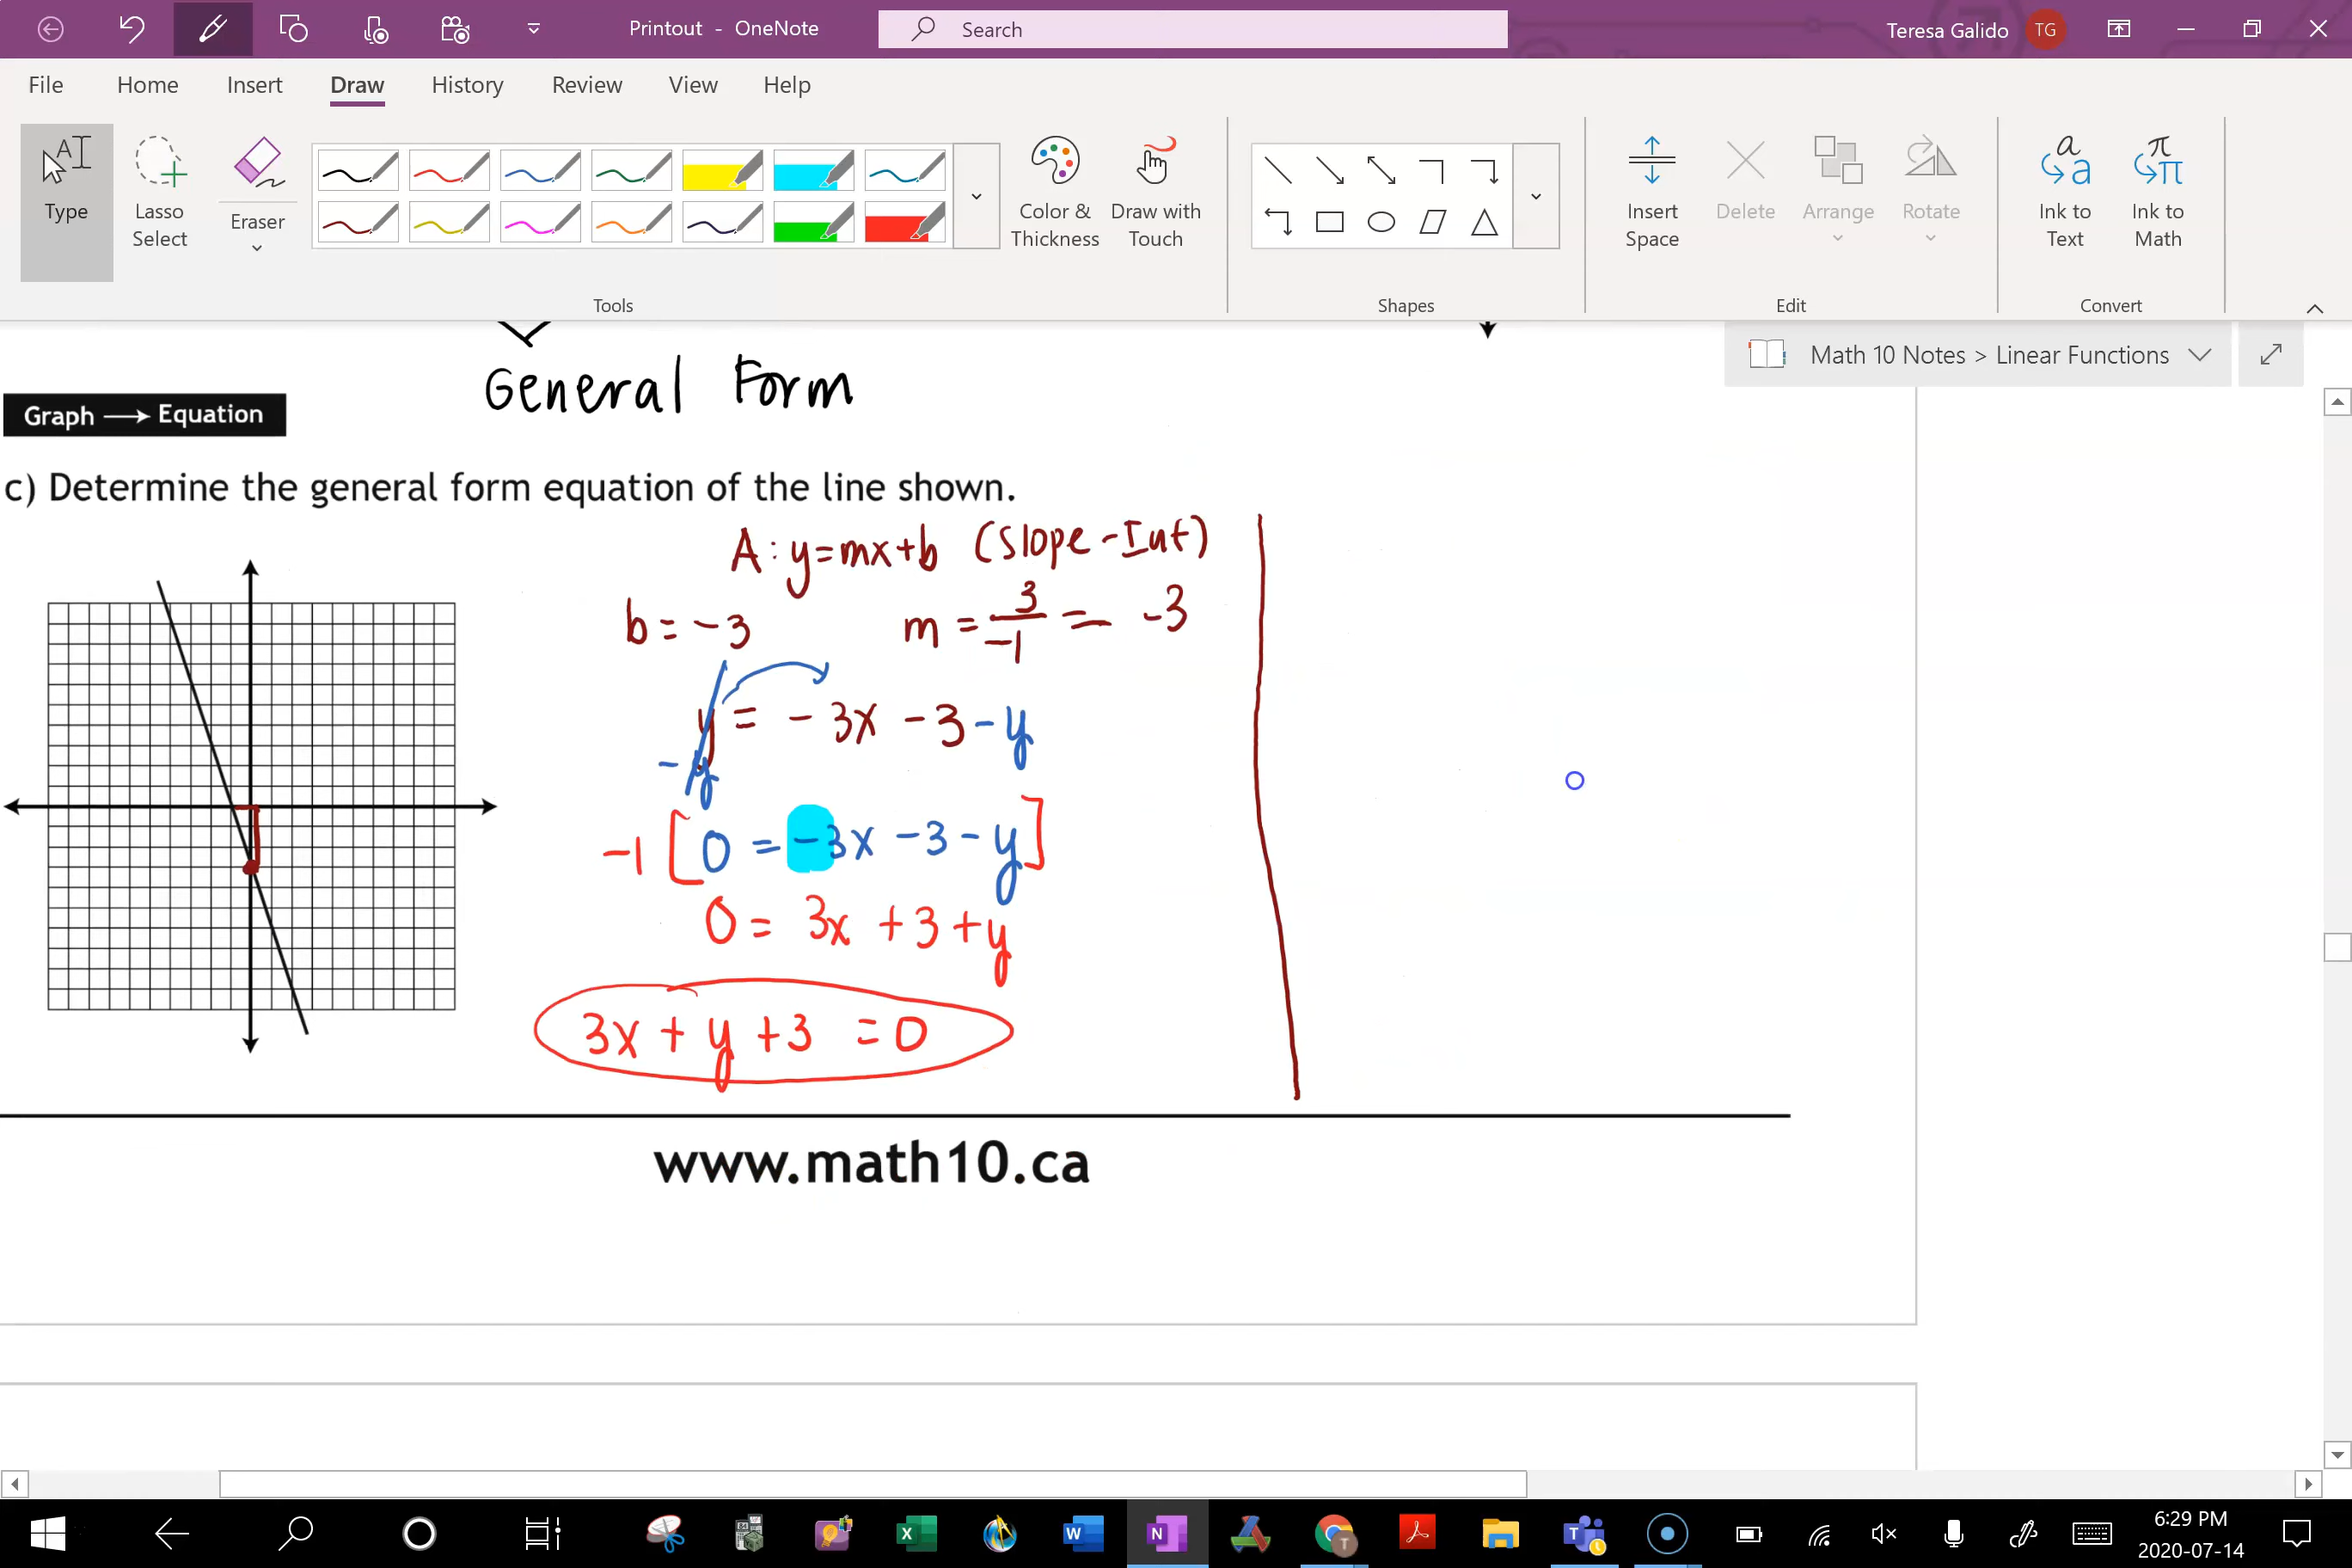 Printout - OneNote
Search
Teresa Galido TG
File Home Insert Draw History Review View Help
Type
Lasso Select
Eraser
Color & Thickness
Draw with Touch
Insert Space
Delete
Arrange
Rotate
Ink to Text
Ink to Math
Tools Shapes Edit Convert
Math 10 Notes > Linear Functions
General Form
Graph → Equation
c) Determine the general form equation of the line shown.
A: y=mx+b (Slope-Int)
b = -3 m = 3/-1 = -3
y = -3x -3 -y
-y
-1 [0 = -3x -3 -y]
0 = 3x +3 +y
3x + y +3 = 0
www.math10.ca
6:29 PM
2020-07-14